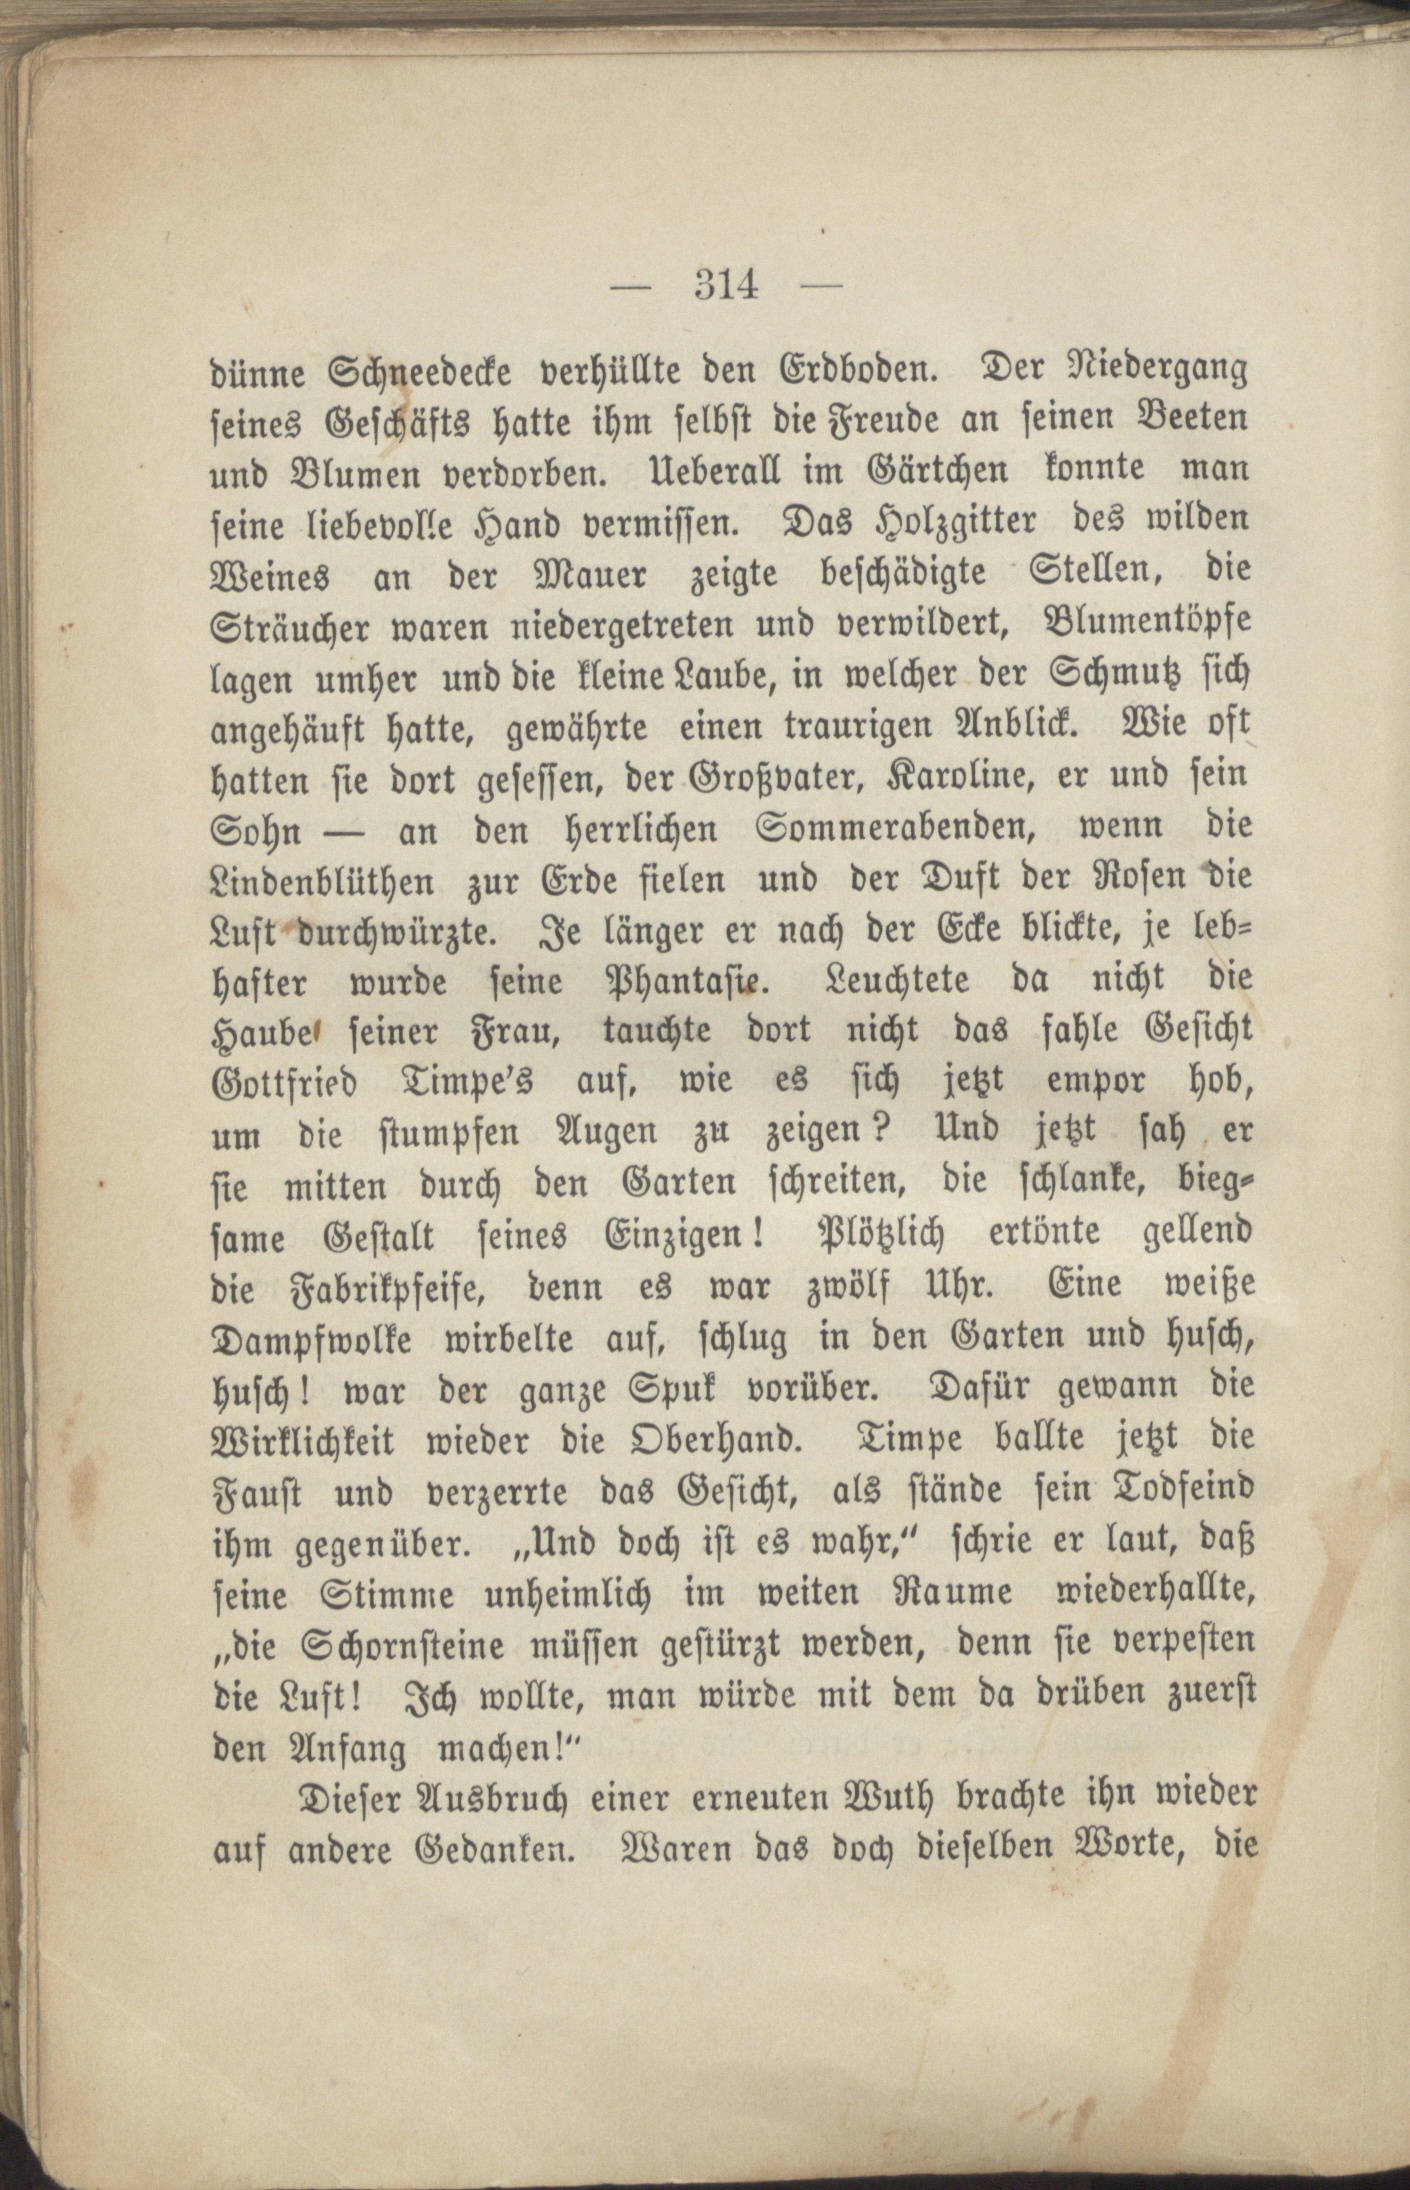 — 314 —
dünne Schneedecke verhüllte den Erdboden. Der Niedergang
seines Geschäfts hatte ihm selbst die Freude an seinen Beeten
und Blumen verdorben. Ueberall im Gärtchen konnte man
seine liebevolle Hand vermissen. Das Holzgitter des wilden
Weines an der Mauer zeigte beschädigte Stellen, die
Sträucher waren niedergetreten und verwildert, Blumentöpfe
lagen umher und die kleine Laube, in welcher der Schmutz sich
angehäuft hatte, gewährte einen traurigen Anblick. Wie oft
hatten sie dort gesessen, der Großvater, Karoline, er und sein
Sohn — an den herrlichen Sommerabenden, wenn die
Lindenblüthen zur Erde fielen und der Duft der Rosen die
Luft durchwürzte. Je länger er nach der Ecke blickte, je leb-
hafter wurde seine Phantasie. Leuchtete da nicht die
Haube seiner Frau, tauchte dort nicht das fahle Gesicht
Gottfried Timpe's auf, wie es sich jetzt empor hob,
um die stumpfen Augen zu zeigen? Und jetzt sah er
sie mitten durch den Garten schreiten, die schlanke, bieg-
same Gestalt seines Einzigen! Plötzlich ertönte gellend
die Fabrikpfeife, denn es war zwölf Uhr. Eine weiße
Dampfwolke wirbelte auf, schlug in den Garten und husch,
husch! war der ganze Spuk vorüber. Dafür gewann die
Wirklichkeit wieder die Oberhand. Timpe ballte jetzt die
Faust und verzerrte das Gesicht, als stände sein Todfeind
ihm gegenüber. „Und doch ist es wahr,“ schrie er laut, daß
seine Stimme unheimlich im weiten Raume wiederhallte,
„die Schornsteine müssen gestürzt werden, denn sie verpesten
die Luft! Ich wollte, man würde mit dem da drüben zuerst
den Anfang machen!“
Dieser Ausbruch einer erneuten Wuth brachte ihn wieder
auf andere Gedanken. Waren das doch dieselben Worte, die